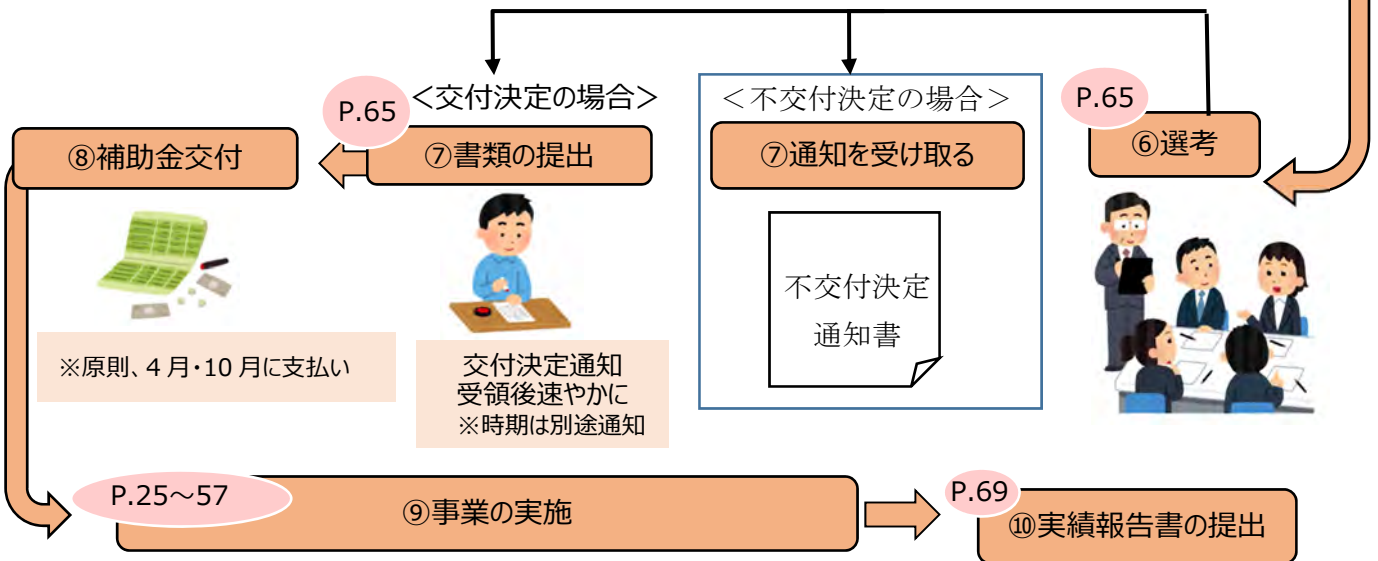 P.65
⑥選考
<交付決定の場合>
P.65
⑦書類の提出
交付決定通知
受領後速やかに
※時期は別途通知
<不交付決定の場合>
⑦通知を受け取る
不交付決定
通知書
⑧補助金交付
※原則、4月・10月に支払い
P.25～57
⑨事業の実施
P.69
⑩実績報告書の提出